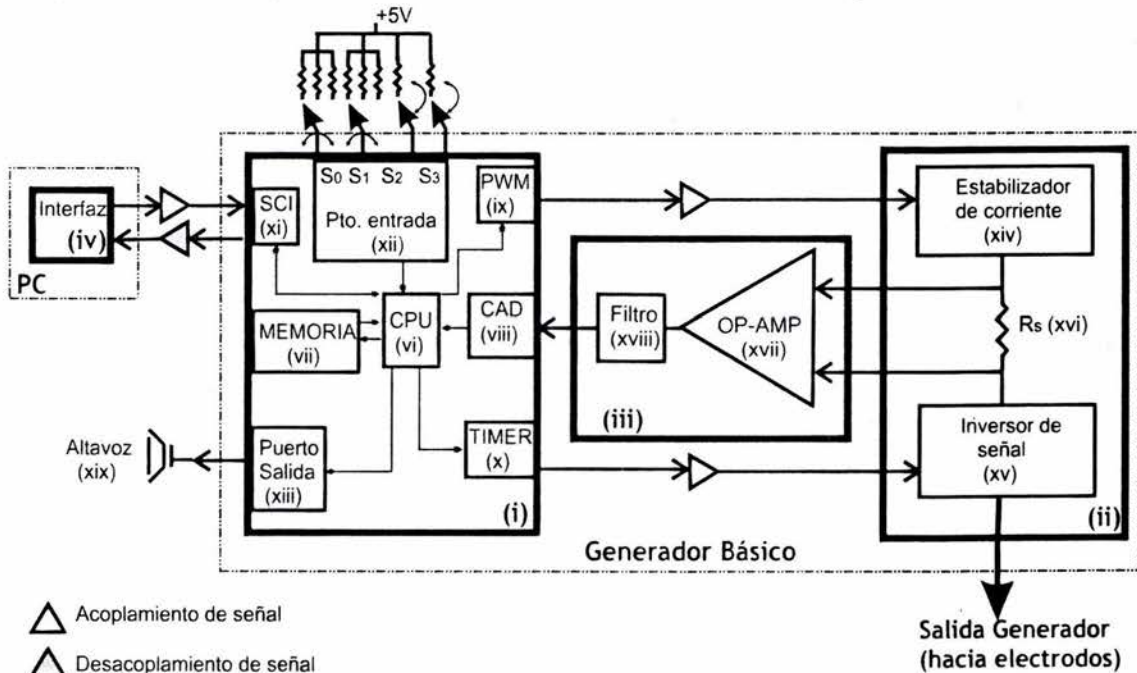 +5V
S0 S1 S2 S3
Pto. entrada
(xii)
Interfaz
(iv)
PC
SCI
(xi)
PWM
(ix)
MEMORIA
(vii)
CPU
(vi)
CAD
(viii)
Puerto
Salida
(xiii)
TIMER
(x)
(i)
Altavoz
(xix)
Filtro
(xviii)
OP-AMP
(xvii)
(iii)
Estabilizador
de corriente
(xiv)
Rs (xvi)
Inversor de
señal
(xv)
(ii)
Generador Básico
Acoplamiento de señal
Desacoplamiento de señal
Salida Generador
(hacia electrodos)